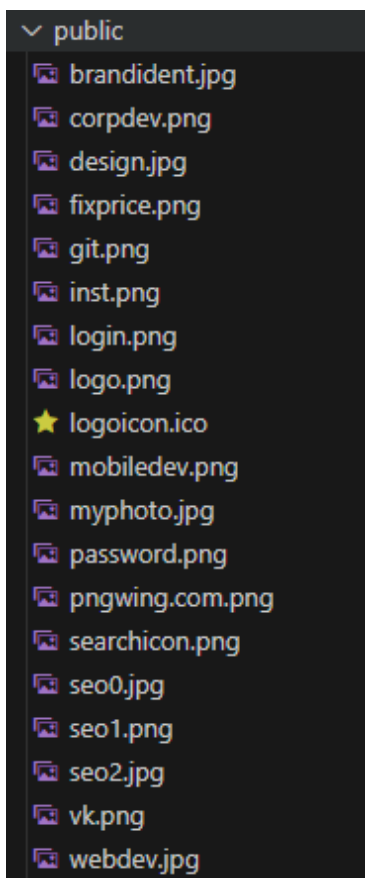 public
brandident.jpg
corpdev.png
design.jpg
fixprice.png
git.png
inst.png
login.png
logo.png
logoicon.ico
mobiledev.png
myphoto.jpg
password.png
pngwing.com.png
searchicon.png
seo0.jpg
seo1.png
seo2.jpg
vk.png
webdev.jpg